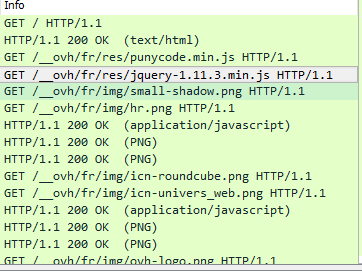 Info
GET / HTTP/1.1
HTTP/1.1 200 OK (text/html)
GET /__ovh/fr/res/punycode.min.js HTTP/1.1
GET /__ovh/fr/res/jquery-1.11.3.min.js HTTP/1.1
GET /__ovh/fr/img/small-shadow.png HTTP/1.1
GET /__ovh/fr/img/hr.png HTTP/1.1
HTTP/1.1 200 OK (application/javascript)
HTTP/1.1 200 OK (PNG)
HTTP/1.1 200 OK (PNG)
GET /__ovh/fr/img/icn-roundcube.png HTTP/1.1
GET /__ovh/fr/img/icn-univers_web.png HTTP/1.1
HTTP/1.1 200 OK (application/javascript)
HTTP/1.1 200 OK (PNG)
HTTP/1.1 200 OK (PNG)
GET /__ovh/fr/img/ovh-logo.png HTTP/1.1